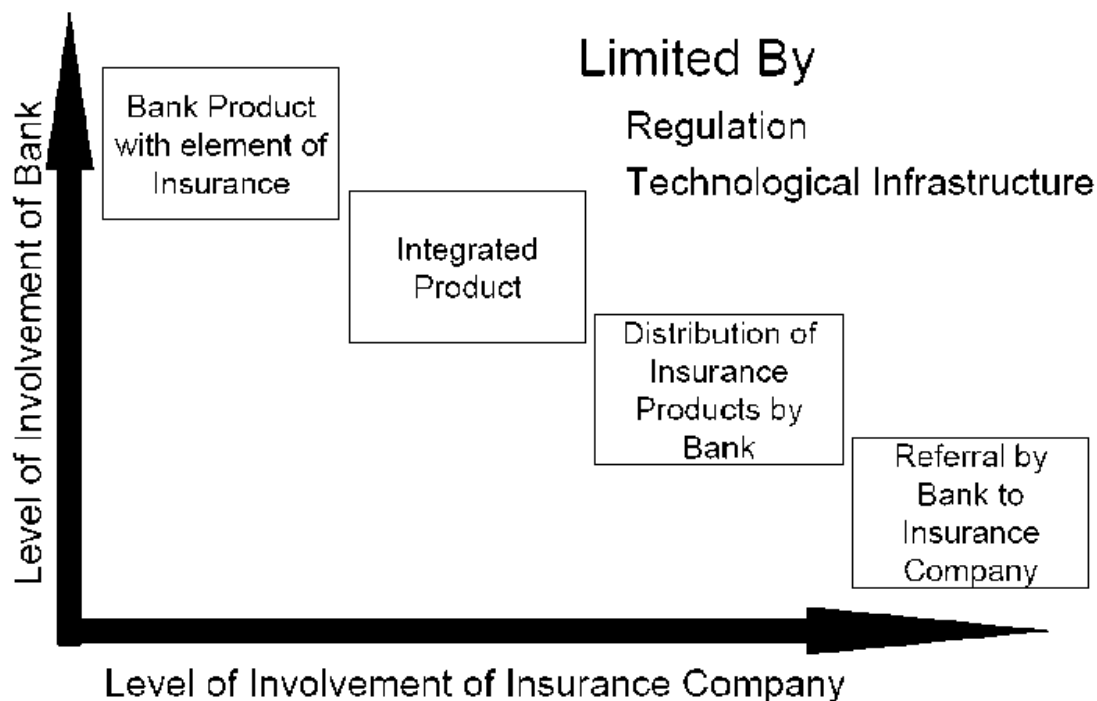 Limited By
Regulation
Technological Infrastructure
Level of Involvement of Bank
Bank Product
with element of
Insurance
Integrated
Product
Distribution of
Insurance
Products by
Bank
Referral by
Bank to
Insurance
Company
Level of Involvement of Insurance Company